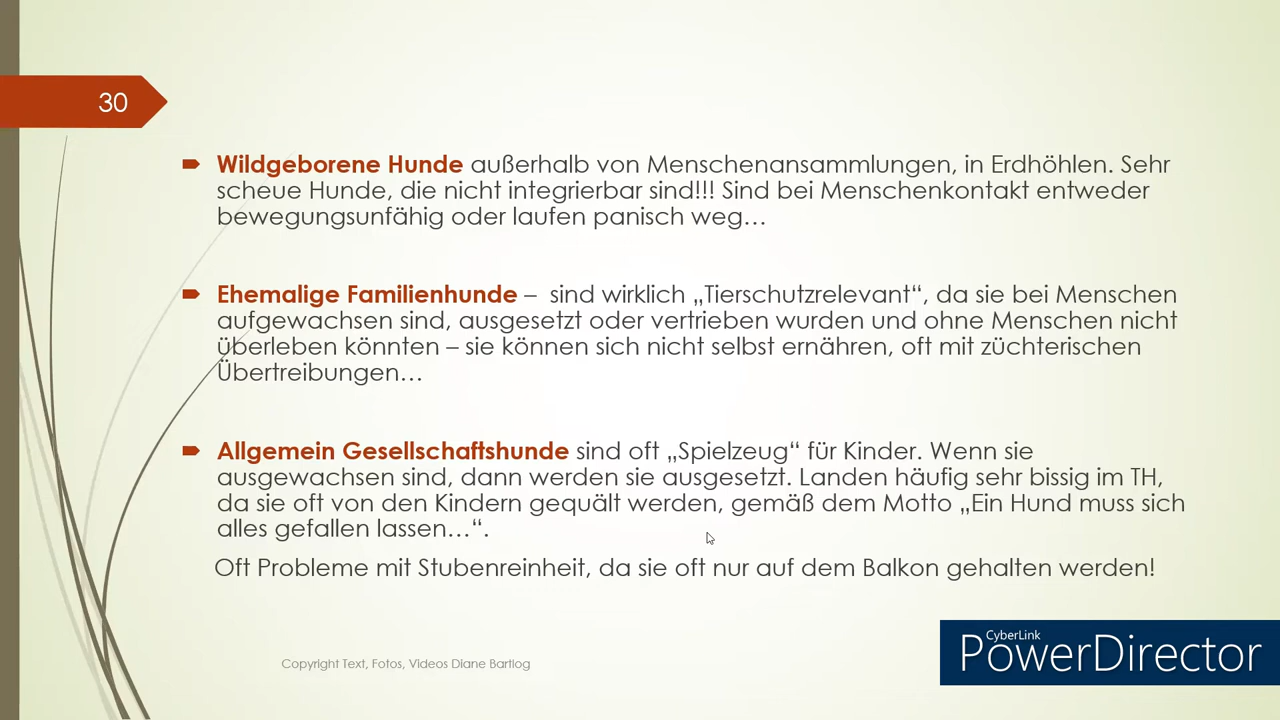 30
Wildgeborene Hunde außerhalb von Menschenansammlungen, in Erdhöhlen. Sehr
scheue Hunde, die nicht integrierbar sind!!! Sind bei Menschenkontakt entweder
bewegungsunfähig oder laufen panisch weg…
Ehemalige Familienhunde – sind wirklich „Tierschutzrelevant“, da sie bei Menschen
aufgewachsen sind, ausgesetzt oder vertrieben wurden und ohne Menschen nicht
überleben könnten – sie können sich nicht selbst ernähren, oft mit züchterischen
Übertreibungen…
Allgemein Gesellschaftshunde sind oft „Spielzeug“ für Kinder. Wenn sie
ausgewachsen sind, dann werden sie ausgesetzt. Landen häufig sehr bissig im TH,
da sie oft von den Kindern gequält werden, gemäß dem Motto „Ein Hund muss sich
alles gefallen lassen…“.
Oft Probleme mit Stubenreinheit, da sie oft nur auf dem Balkon gehalten werden!
Copyright Text, Fotos, Videos Diane Bartlog
CyberLink
PowerDirector